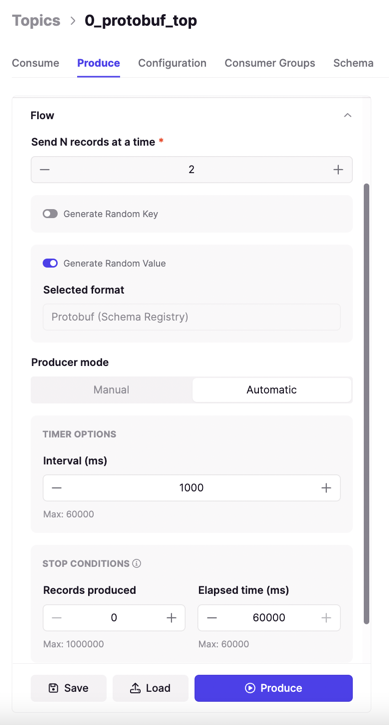 Topics > 0_protobuf_top
Consume Produce Configuration Consumer Groups Schema
Flow
Send N records at a time *
— 2 +
Generate Random Key
Generate Random Value
Selected format
Protobuf (Schema Registry)
Producer mode
Manual Automatic
TIMER OPTIONS
Interval (ms)
— 1000 +
Max: 60000
STOP CONDITIONS
Records produced Elapsed time (ms)
— 0 + — 60000 +
Max: 1000000 Max: 60000
Save Load Produce